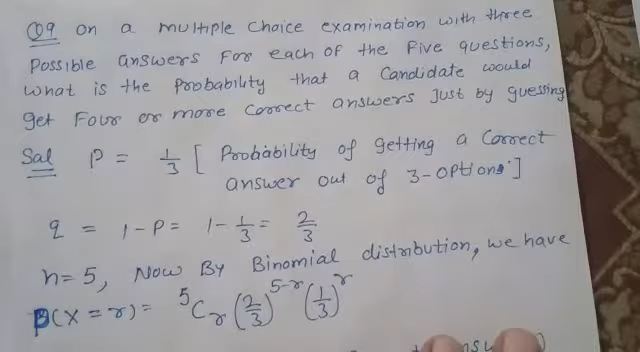 Q9 on a multiple choice examination with three
possible answers for each of the five questions,
what is the Probability that a Candidate would
get Four or more correct answers Just by guessing
Sol P = 1/3 [ Probability of getting a Correct
answer out of 3-options.]
q = 1-P = 1-1/3 = 2/3
n=5, Now By Binomial distribution, we have
P(X=r) = ⁵Cᵣ (2/3)⁵⁻ʳ (1/3)ʳ